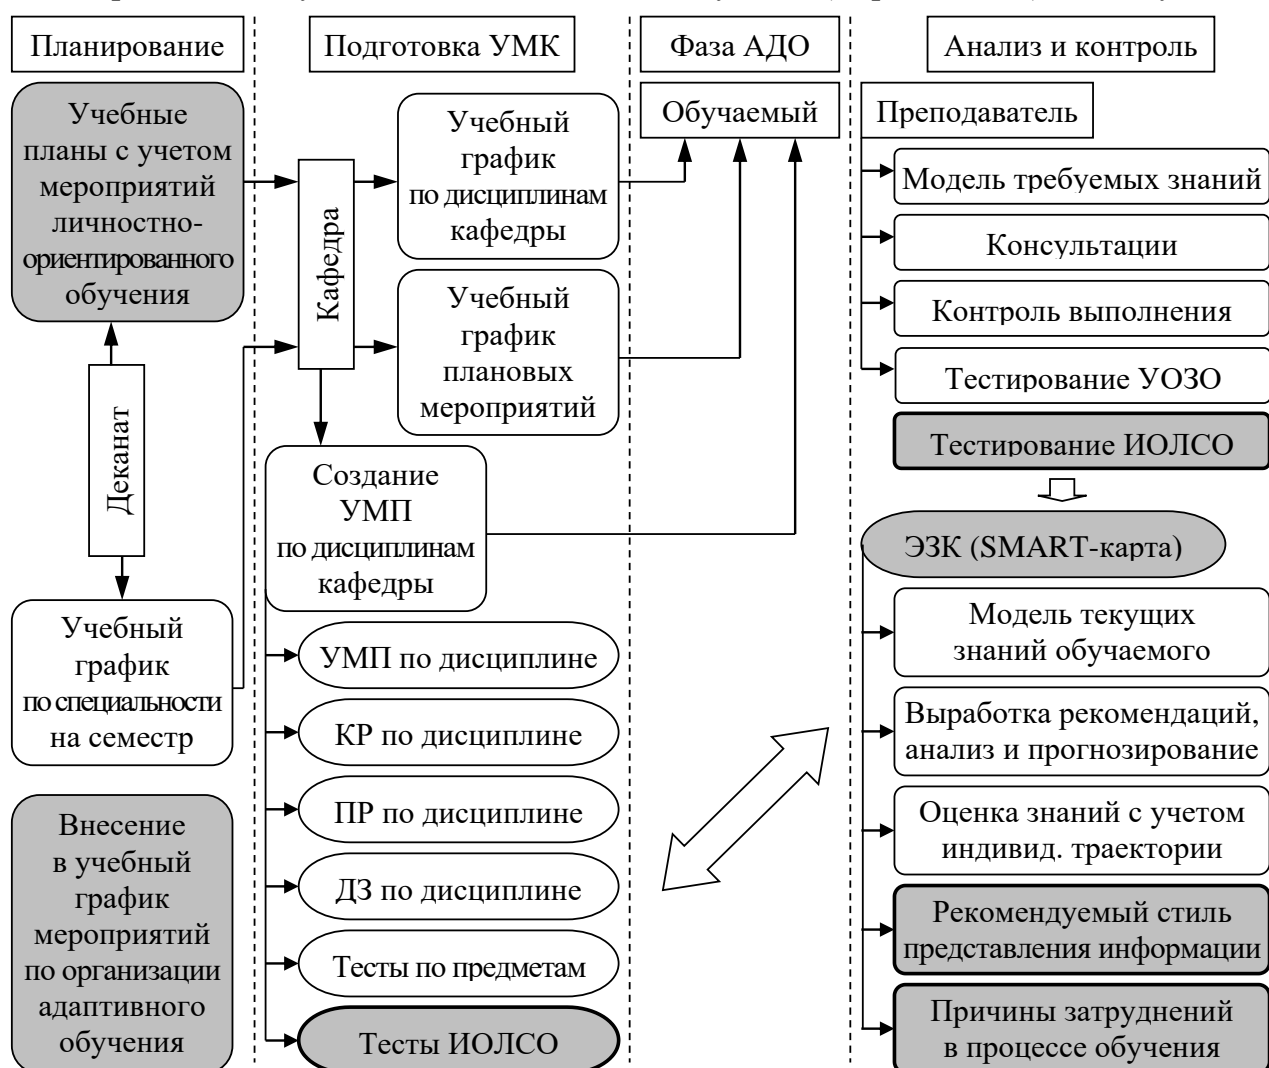 Планирование
Подготовка УМК
Фаза АДО
Анализ и контроль
Учебные
планы с учетом
мероприятий
личностно-
ориентированного
обучения
Деканат
Учебный
график
по специальности
на семестр
Внесение
в учебный
график
мероприятий
по организации
адаптивного
обучения
Кафедра
Учебный
график
по дисциплинам
кафедры
Учебный
график
плановых
мероприятий
Создание
УМП
по дисциплинам
кафедры
УМП по дисциплине
КР по дисциплине
ПР по дисциплине
ДЗ по дисциплине
Тесты по предметам
Тесты ИОЛСО
Обучаемый
Преподаватель
Модель требуемых знаний
Консультации
Контроль выполнения
Тестирование УОЗО
Тестирование ИОЛСО
ЭЗК (SMART-карта)
Модель текущих
знаний обучаемого
Выработка рекомендаций,
анализ и прогнозирование
Оценка знаний с учетом
индивид. траектории
Рекомендуемый стиль
представления информации
Причины затруднений
в процессе обучения